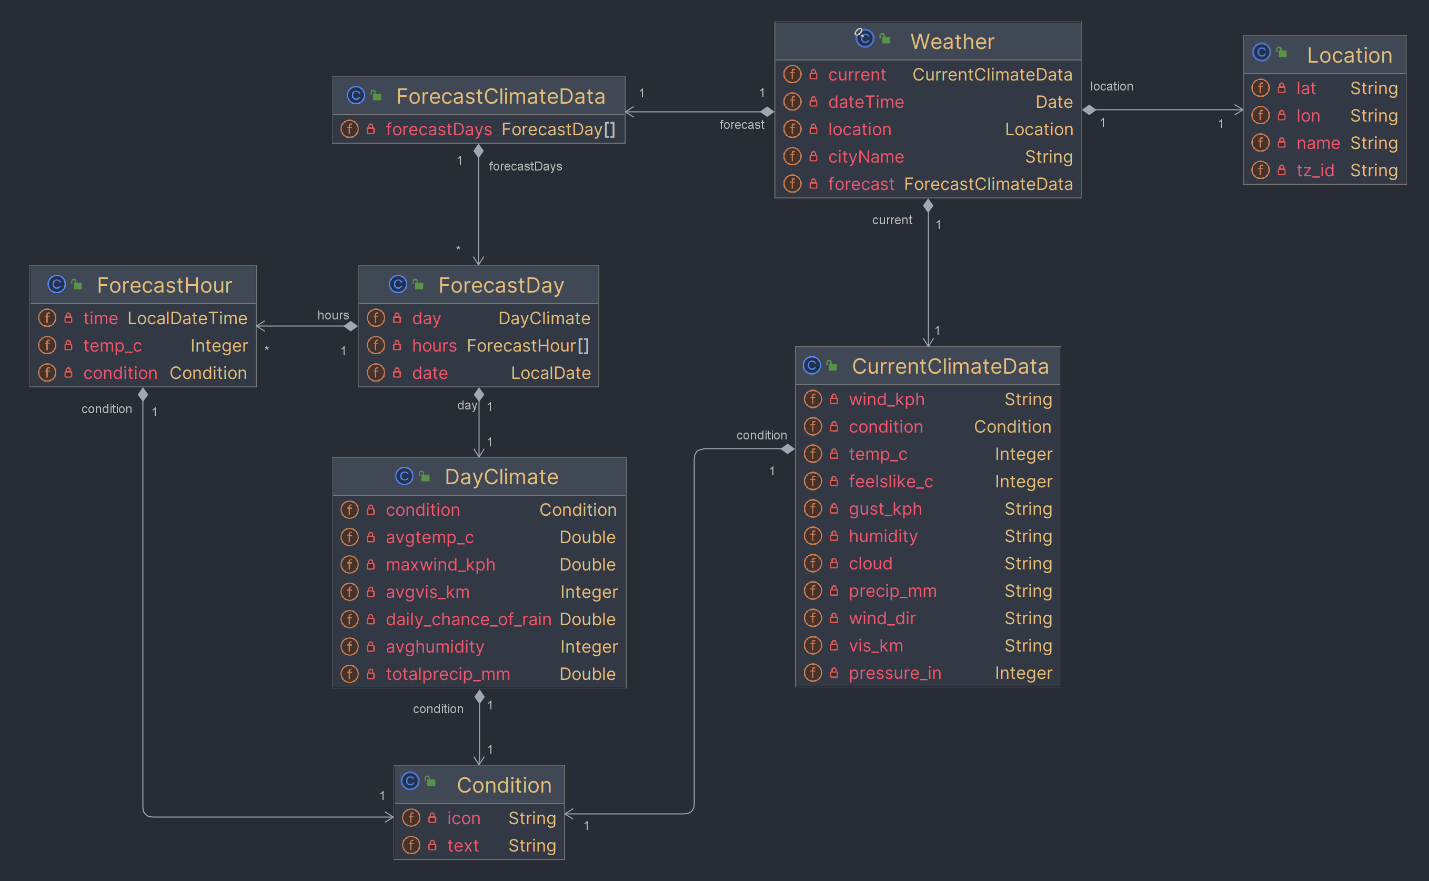 Weather
current CurrentClimateData
dateTime Date
location Location
cityName String
forecast ForecastClimateData
Location
lat String
lon String
name String
tz_id String
location
1
1
ForecastClimateData
forecastDays ForecastDay[]
1
1
forecast
1
forecastDays
*
current
1
1
ForecastHour
time LocalDateTime
temp_c Integer
condition Condition
hours
*
1
ForecastDay
day DayClimate
hours ForecastHour[]
date LocalDate
condition
1
day
1
1
CurrentClimateData
wind_kph String
condition Condition
temp_c Integer
feelslike_c Integer
gust_kph String
humidity String
cloud String
precip_mm String
wind_dir String
vis_km String
pressure_in Integer
condition
1
DayClimate
condition Condition
avgtemp_c Double
maxwind_kph Double
avgvis_km Integer
daily_chance_of_rain Double
avghumidity Integer
totalprecip_mm Double
condition
1
1
1
1
Condition
icon String
text String